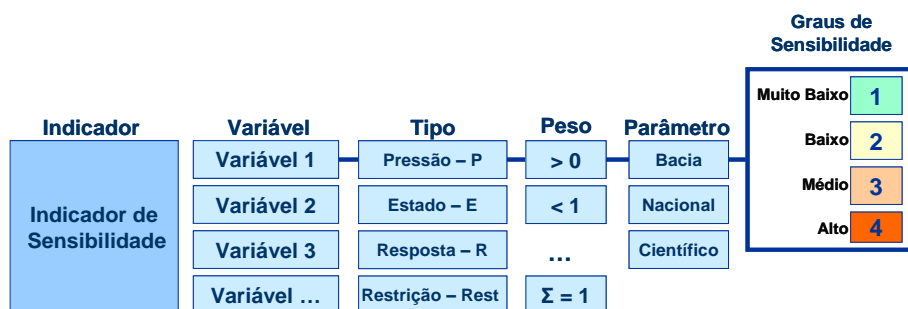 Graus de
Sensibilidade
Muito Baixo 1
Baixo 2
Médio 3
Alto 4
Indicador Variável Tipo Peso Parâmetro
Indicador de
Sensibilidade
Variável 1 Pressão – P > 0 Bacia
Variável 2 Estado – E < 1 Nacional
Variável 3 Resposta – R ... Científico
Variável ... Restrição – Rest Σ = 1